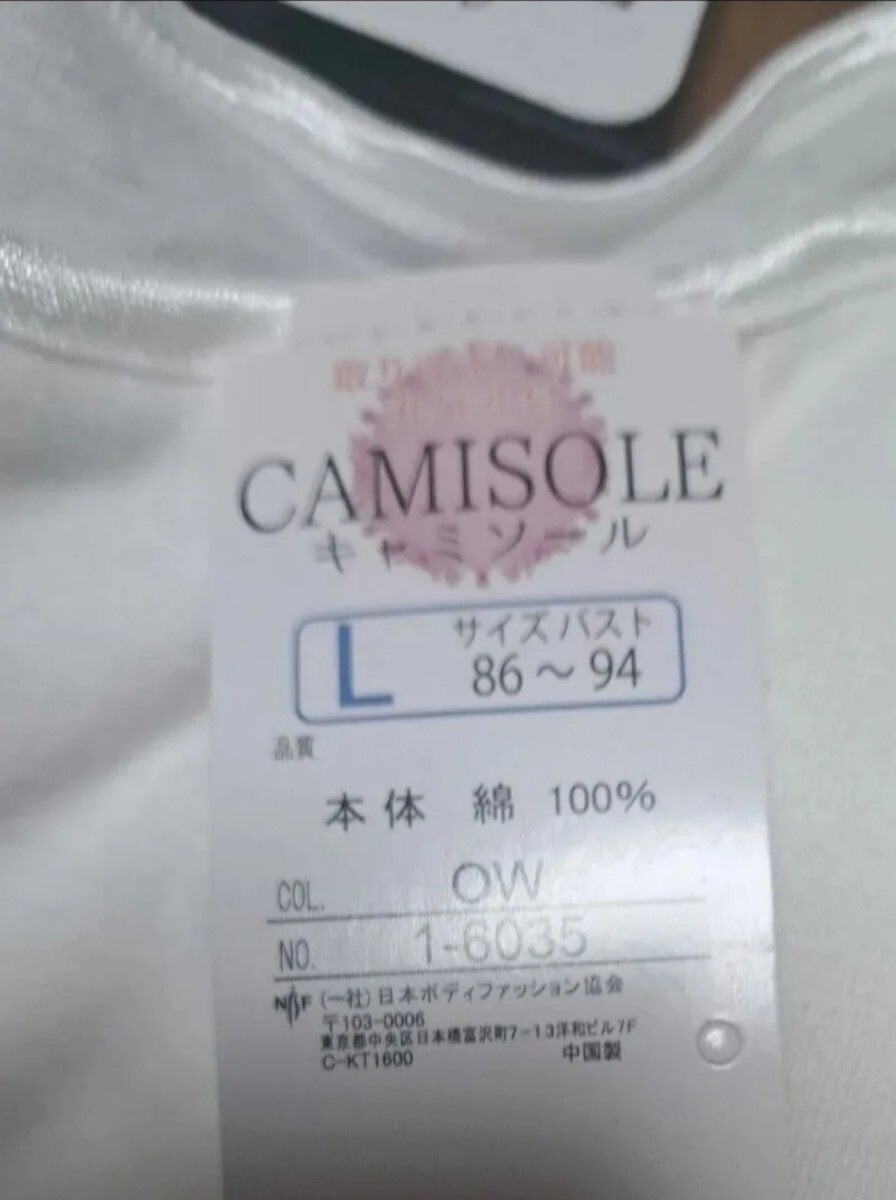 CAMISOLE
キャミソール
L サイズ バスト
86～94
品質
本体 綿 100%
COL. OW
NO. 1-6035
NBF (一社)日本ボディファッション協会
〒103-0006
東京都中央区日本橋富沢町7-13洋和ビル7F
C-KT1600 中国製